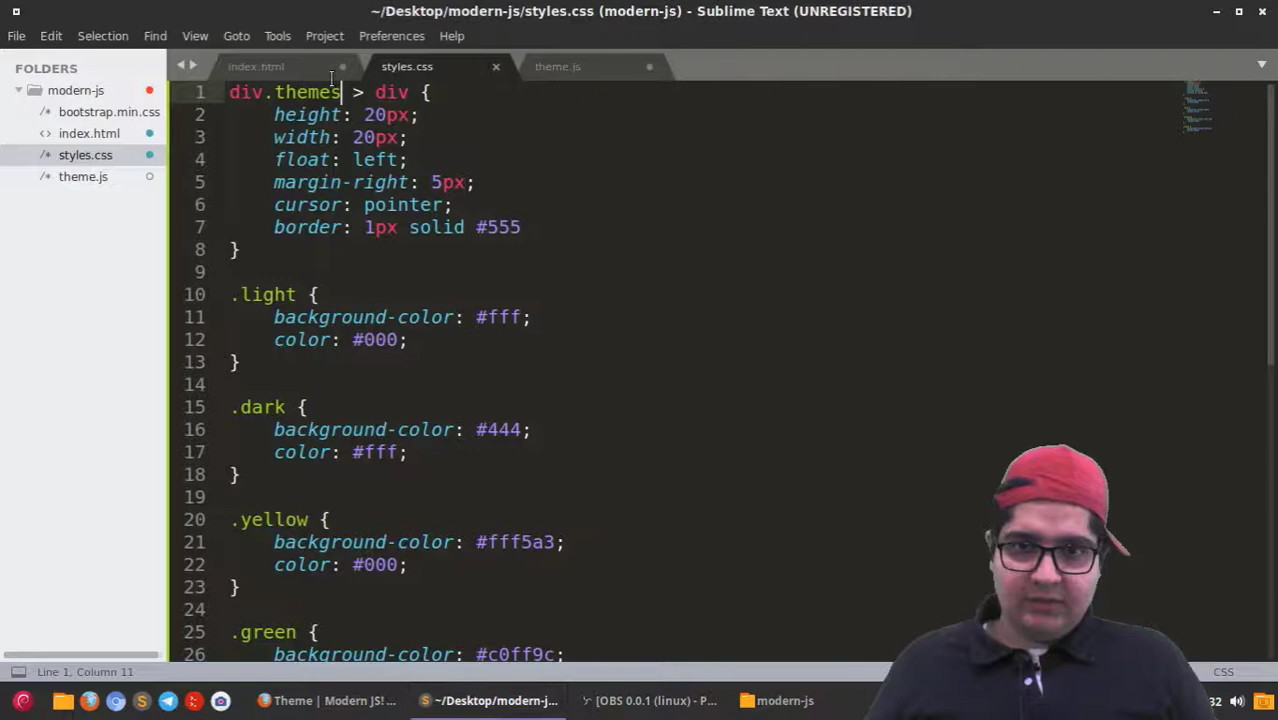 ~/Desktop/modern-js/styles.css (modern-js) - Sublime Text (UNREGISTERED)
File Edit Selection Find View Goto Tools Project Preferences Help
FOLDERS
modern-js
bootstrap.min.css
index.html
styles.css
theme.js
index.html styles.css theme.js
1 div.themes > div {
2 height: 20px;
3 width: 20px;
4 float: left;
5 margin-right: 5px;
6 cursor: pointer;
7 border: 1px solid #555
8 }
9
10 .light {
11 background-color: #fff;
12 color: #000;
13 }
14
15 .dark {
16 background-color: #444;
17 color: #fff;
18 }
19
20 .yellow {
21 background-color: #fff5a3;
22 color: #000;
23 }
24
25 .green {
26 background-color: #c0ff9c;
Line 1, Column 11 CSS
Theme | Modern JS! ... ~/Desktop/modern-j... [OBS 0.0.1 (linux) - P... modern-js 32